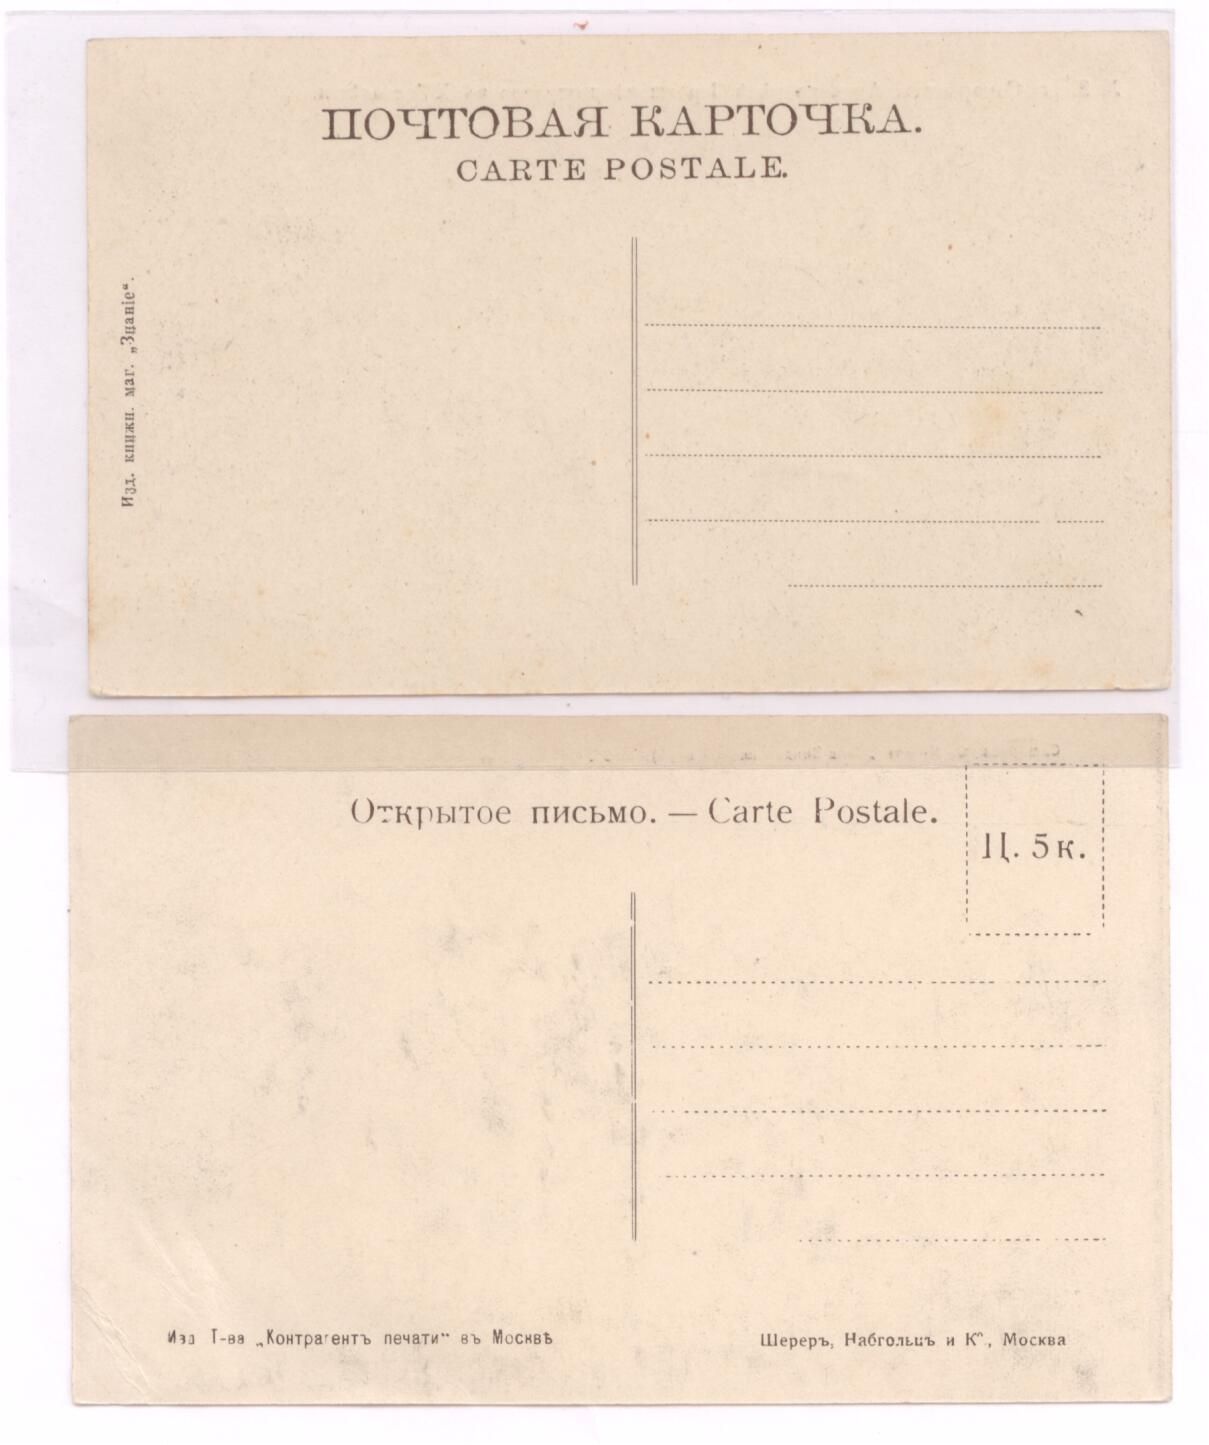 ПОЧТОВАЯ КАРТОЧКА.
CARTE POSTALE.
Изд. книжн. маг. „Знаніе“.
Открытое письмо. — Carte Postale.
Ц. 5 к.
Изд Т-ва „Контрагентъ печати“ въ Москвѣ
Шереръ, Набгольцъ и Кº, Москва